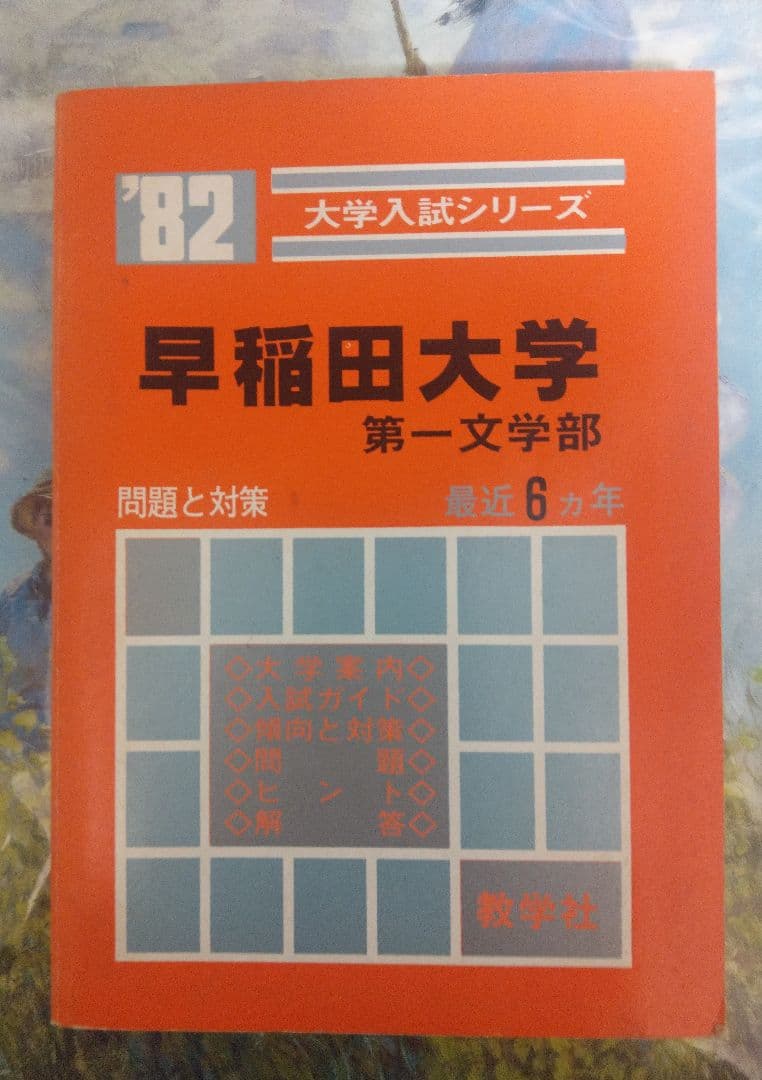 '82
大学入試シリーズ
早稲田大学
第一文学部
問題と対策 最近6ヵ年
◇大学案内◇
◇入試ガイド◇
◇傾向と対策◇
◇問題◇
◇ヒント◇
◇解答◇
教学社